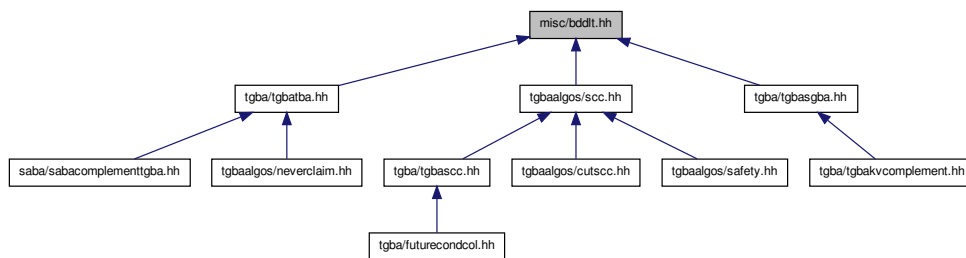 misc/bddlt.hh
tgba/tgbatba.hh
tgbaalgos/scc.hh
tgba/tgbasgba.hh
saba/sabacomplementtgba.hh
tgbaalgos/neverclaim.hh
tgba/tgbascc.hh
tgbaalgos/cutscc.hh
tgbaalgos/safety.hh
tgba/tgbakvcomplement.hh
tgba/futurecondcol.hh